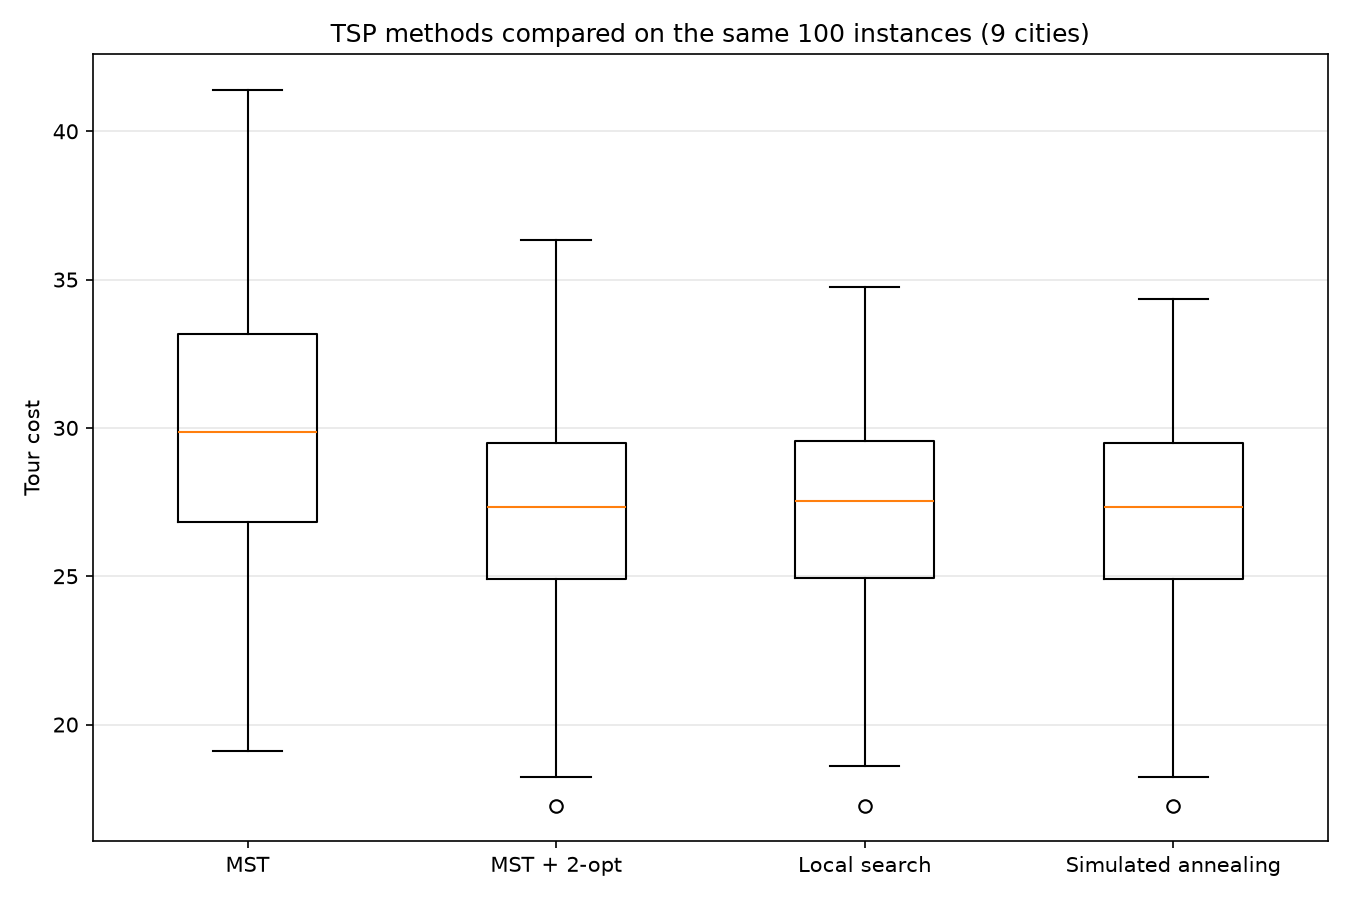 TSP methods compared on the same 100 instances (9 cities)
Tour cost
40
35
30
25
20
MST
MST + 2-opt
Local search
Simulated annealing